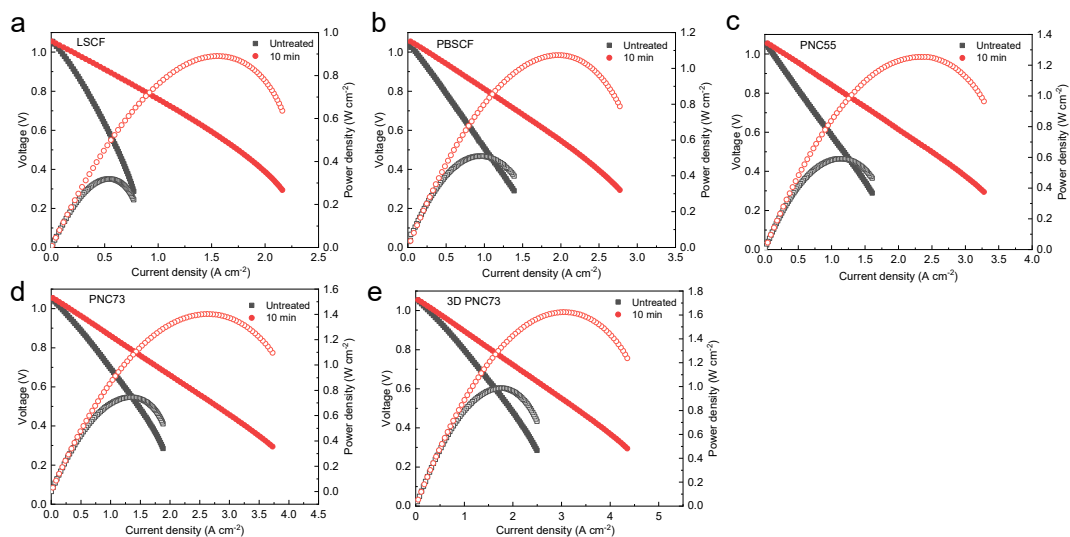 a
LSCF
Untreated
10 min
Voltage (V)
1.0
0.8
0.6
0.4
0.2
0.0
0.0 0.5 1.0 1.5 2.0 2.5
Current density (A cm⁻²)
1.0
0.8
0.6
0.4
0.2
0.0
Power density (W cm⁻²)
b
PBSCF
Untreated
10 min
Voltage (V)
1.0
0.8
0.6
0.4
0.2
0.0
0.0 0.5 1.0 1.5 2.0 2.5 3.0 3.5
Current density (A cm⁻²)
1.2
1.0
0.8
0.6
0.4
0.2
0.0
Power density (W cm⁻²)
c
PNC55
Untreated
10 min
Voltage (V)
1.0
0.8
0.6
0.4
0.2
0.0
0.0 0.5 1.0 1.5 2.0 2.5 3.0 3.5 4.0
Current density (A cm⁻²)
1.4
1.2
1.0
0.8
0.6
0.4
0.2
0.0
Power density (W cm⁻²)
d
PNC73
Untreated
10 min
Voltage (V)
1.0
0.8
0.6
0.4
0.2
0.0
0.0 0.5 1.0 1.5 2.0 2.5 3.0 3.5 4.0 4.5
Current density (A cm⁻²)
1.6
1.4
1.2
1.0
0.8
0.6
0.4
0.2
0.0
Power density (W cm⁻²)
e
3D PNC73
Untreated
10 min
Voltage (V)
1.0
0.8
0.6
0.4
0.2
0.0
0 1 2 3 4 5
Current density (A cm⁻²)
1.8
1.6
1.4
1.2
1.0
0.8
0.6
0.4
0.2
0.0
Power density (W cm⁻²)